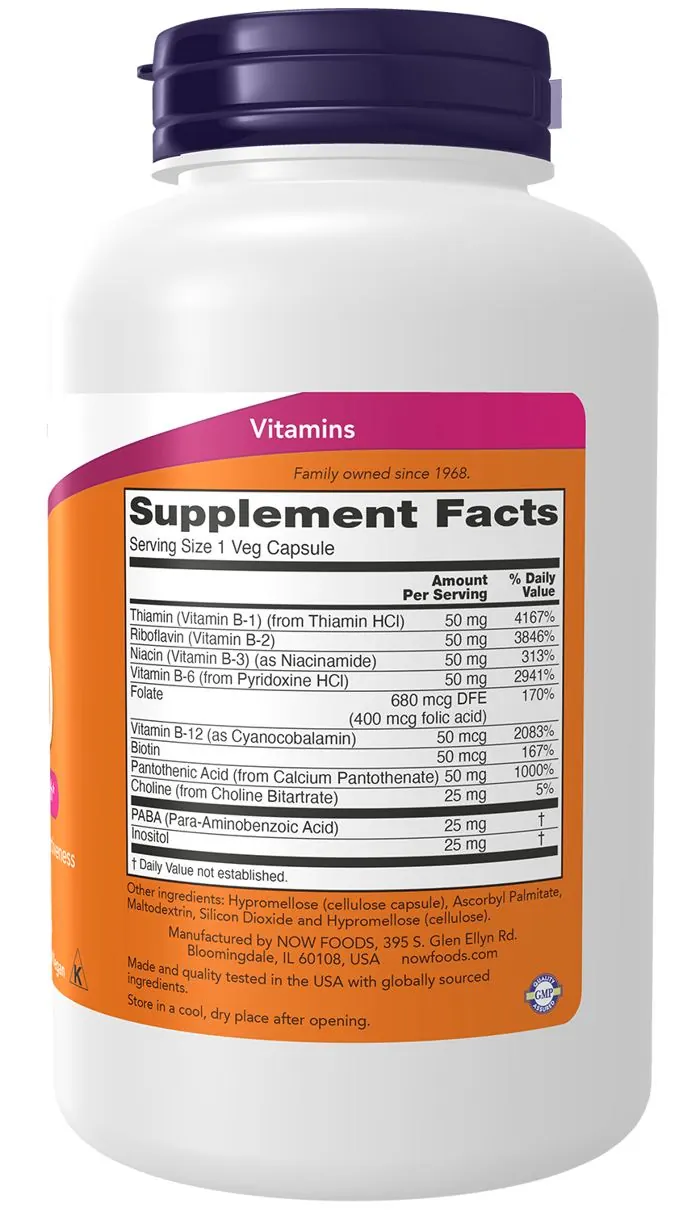 Vitamins
Family owned since 1968.
Supplement Facts
Serving Size 1 Veg Capsule
Amount Per Serving % Daily Value
Thiamin (Vitamin B-1) (from Thiamin HCl) 50 mg 4167%
Riboflavin (Vitamin B-2) 50 mg 3846%
Niacin (Vitamin B-3) (as Niacinamide) 50 mg 313%
Vitamin B-6 (from Pyridoxine HCl) 50 mg 2941%
Folate 680 mcg DFE 170%
(400 mcg folic acid)
Vitamin B-12 (as Cyanocobalamin) 50 mcg 2083%
Biotin 50 mcg 167%
Pantothenic Acid (from Calcium Pantothenate) 50 mg 1000%
Choline (from Choline Bitartrate) 25 mg 5%
PABA (Para-Aminobenzoic Acid) 25 mg †
Inositol 25 mg †
† Daily Value not established.
Other ingredients: Hypromellose (cellulose capsule), Ascorbyl Palmitate,
Maltodextrin, Silicon Dioxide and Hypromellose (cellulose).
Manufactured by NOW FOODS, 395 S. Glen Ellyn Rd.
Bloomingdale, IL 60108, USA nowfoods.com
Made and quality tested in the USA with globally sourced
ingredients.
Store in a cool, dry place after opening.
QUALITY
GMP
ASSURED
K